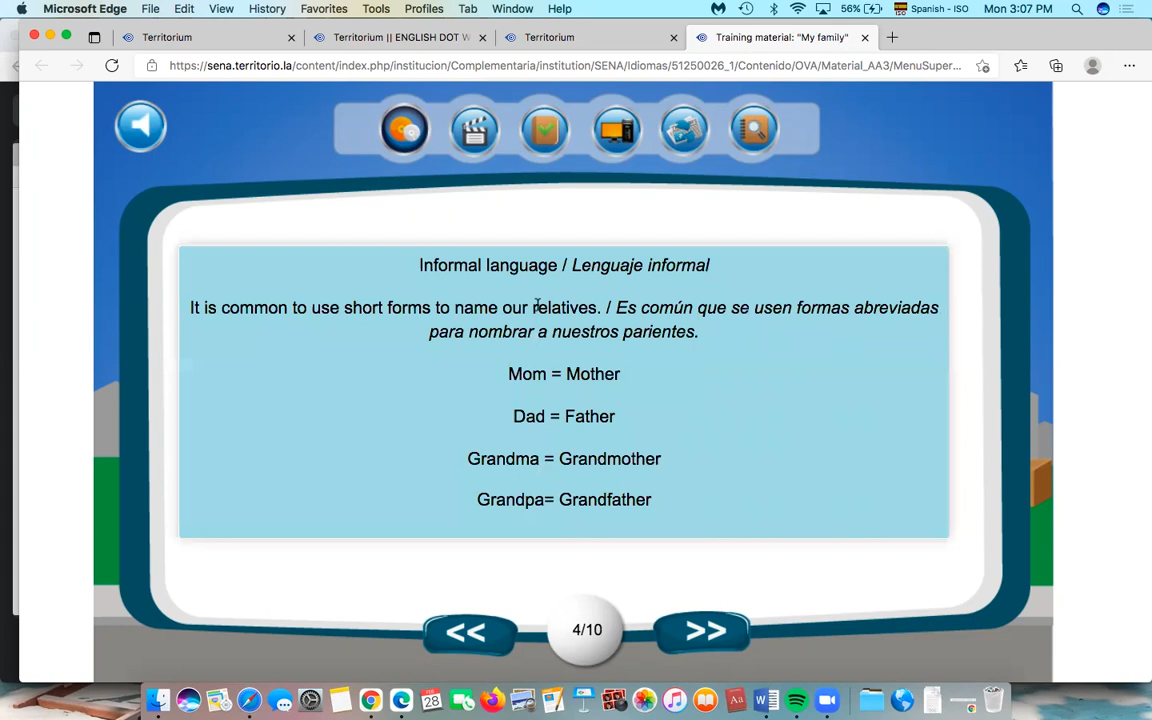 Microsoft Edge File Edit View History Favorites Tools Profiles Tab Window Help 56% Spanish - ISO Mon 3:07 PM
Territorium Territorium || ENGLISH DOT W Territorium Training material: "My family"
https://sena.territorio.la/content/index.php/institucion/Complementaria/institution/SENA/Idiomas/51250026_1/Contenido/OVA/Material_AA3/MenuSuper...
Informal language / Lenguaje informal
It is common to use short forms to name our relatives. / Es común que se usen formas abreviadas
para nombrar a nuestros parientes.
Mom = Mother
Dad = Father
Grandma = Grandmother
Grandpa= Grandfather
<< 4/10 >>
FEB
28